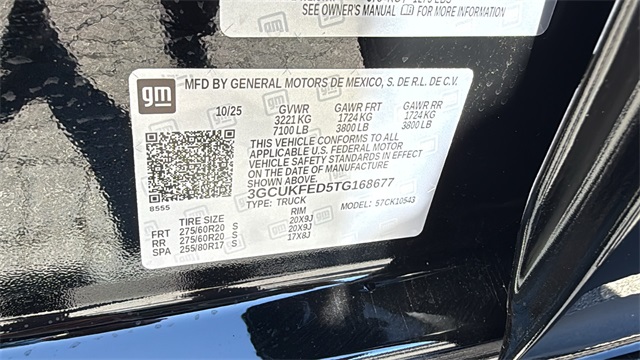 SEE OWNER'S MANUAL FOR MORE INFORMATION
gm
MFD BY GENERAL MOTORS DE MEXICO, S. DE R.L. DE C.V.
10/25 GVWR GAWR FRT GAWR RR
3221 KG 1724 KG 1724 KG
7100 LB 3800 LB 3800 LB
THIS VEHICLE CONFORMS TO ALL
APPLICABLE U.S. FEDERAL MOTOR
VEHICLE SAFETY STANDARDS IN EFFECT
ON THE DATE OF MANUFACTURE
SHOWN ABOVE.
3GCUKFED5TG168677
8555 TYPE: TRUCK MODEL: 57CK10543
TIRE SIZE RIM
FRT 275/60R20 S 20X9J
RR 275/60R20 S 20X9J
SPA 255/80R17 S 17X8J